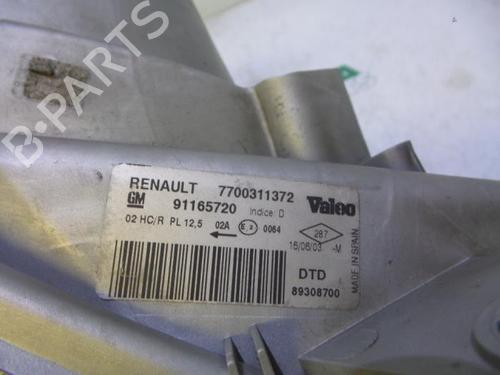 B-PARTS
RENAULT 7700311372
GM 91165720 Indice: D Valeo
02 HC/R PL 12,5 02A 0064
287
16/06/03 -M
MADE IN SPAIN
DTD
89308700